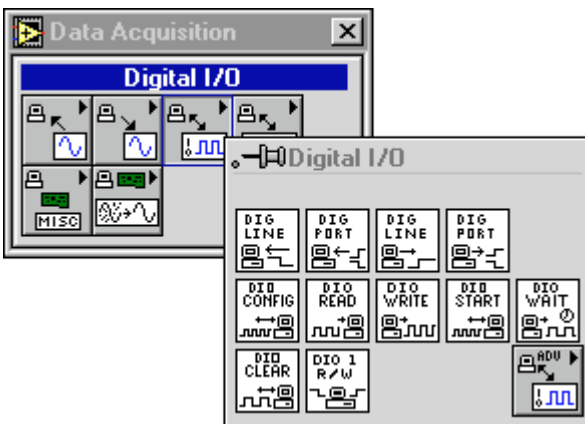 Data Acquisition
Digital I/O
MISC
Digital I/O
DIG LINE
DIG PORT
DIG LINE
DIG PORT
DIO CONFIG
DIO READ
DIO WRITE
DIO START
DIO WAIT
DIO CLEAR
DIO 1 R/W
ADV